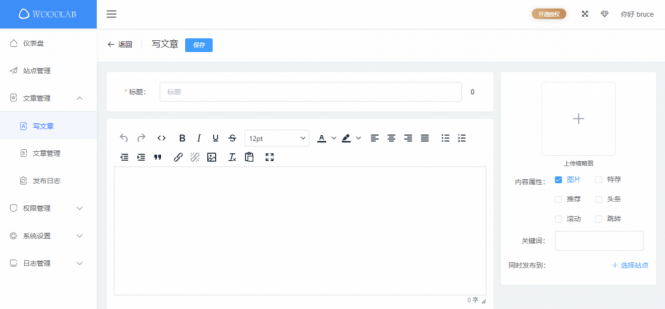 WOOOLAB
开通授权
你好 bruce
仪表盘
站点管理
文章管理
写文章
文章管理
发布日志
权限管理
系统设置
日志管理
返回
写文章
保存
* 标题：
标题
0
B I U S
12pt
A
0 字
上传缩略图
内容属性：
图片
特荐
推荐
头条
滚动
跳转
关键词：
同时发布到：
+ 选择站点